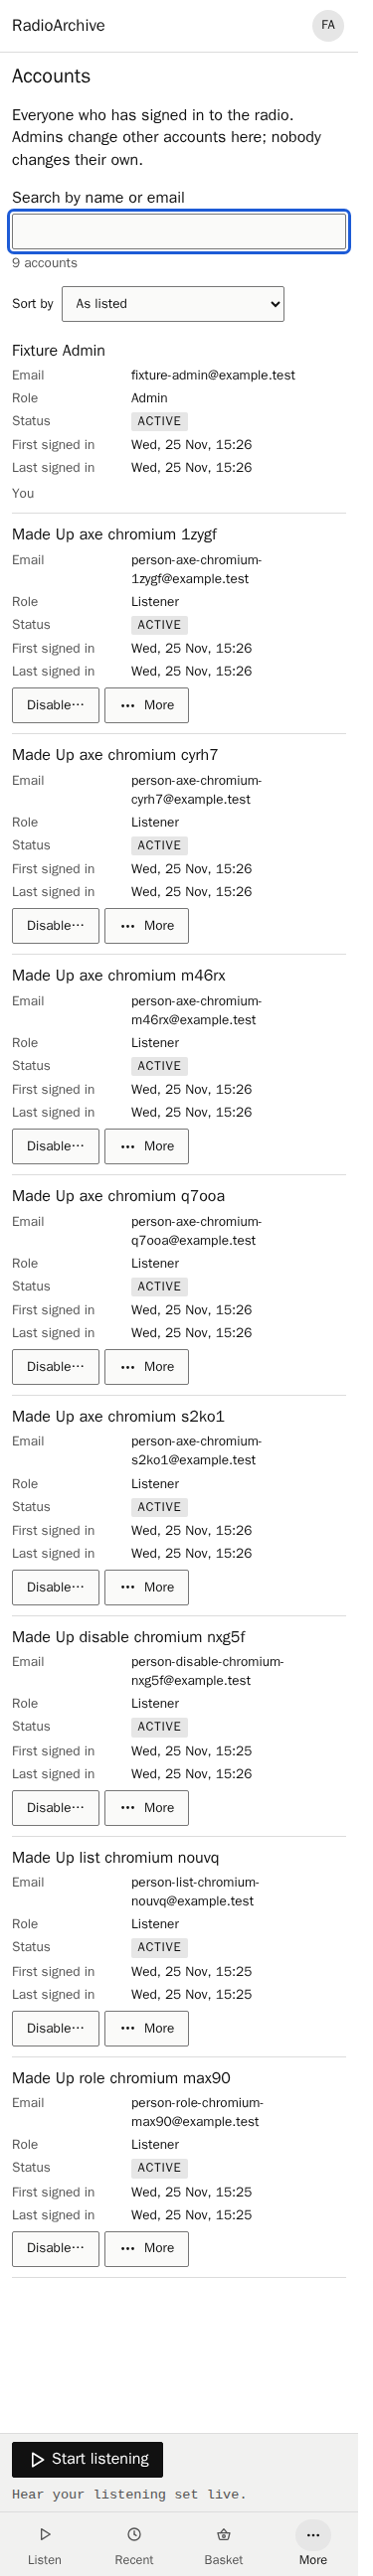 RadioArchive
FA
Accounts
Everyone who has signed in to the radio.
Admins change other accounts here; nobody
changes their own.
Search by name or email
9 accounts
Sort by As listed
Fixture Admin
Email fixture-admin@example.test
Role Admin
Status ACTIVE
First signed in Wed, 25 Nov, 15:26
Last signed in Wed, 25 Nov, 15:26
You
Made Up axe chromium 1zygf
Email person-axe-chromium-
1zygf@example.test
Role Listener
Status ACTIVE
First signed in Wed, 25 Nov, 15:26
Last signed in Wed, 25 Nov, 15:26
Disable… ••• More
Made Up axe chromium cyrh7
Email person-axe-chromium-
cyrh7@example.test
Role Listener
Status ACTIVE
First signed in Wed, 25 Nov, 15:26
Last signed in Wed, 25 Nov, 15:26
Disable… ••• More
Made Up axe chromium m46rx
Email person-axe-chromium-
m46rx@example.test
Role Listener
Status ACTIVE
First signed in Wed, 25 Nov, 15:26
Last signed in Wed, 25 Nov, 15:26
Disable… ••• More
Made Up axe chromium q7ooa
Email person-axe-chromium-
q7ooa@example.test
Role Listener
Status ACTIVE
First signed in Wed, 25 Nov, 15:26
Last signed in Wed, 25 Nov, 15:26
Disable… ••• More
Made Up axe chromium s2ko1
Email person-axe-chromium-
s2ko1@example.test
Role Listener
Status ACTIVE
First signed in Wed, 25 Nov, 15:26
Last signed in Wed, 25 Nov, 15:26
Disable… ••• More
Made Up disable chromium nxg5f
Email person-disable-chromium-
nxg5f@example.test
Role Listener
Status ACTIVE
First signed in Wed, 25 Nov, 15:25
Last signed in Wed, 25 Nov, 15:26
Disable… ••• More
Made Up list chromium nouvq
Email person-list-chromium-
nouvq@example.test
Role Listener
Status ACTIVE
First signed in Wed, 25 Nov, 15:25
Last signed in Wed, 25 Nov, 15:25
Disable… ••• More
Made Up role chromium max90
Email person-role-chromium-
max90@example.test
Role Listener
Status ACTIVE
First signed in Wed, 25 Nov, 15:25
Last signed in Wed, 25 Nov, 15:25
Disable… ••• More
Start listening
Hear your listening set live.
Listen Recent Basket More